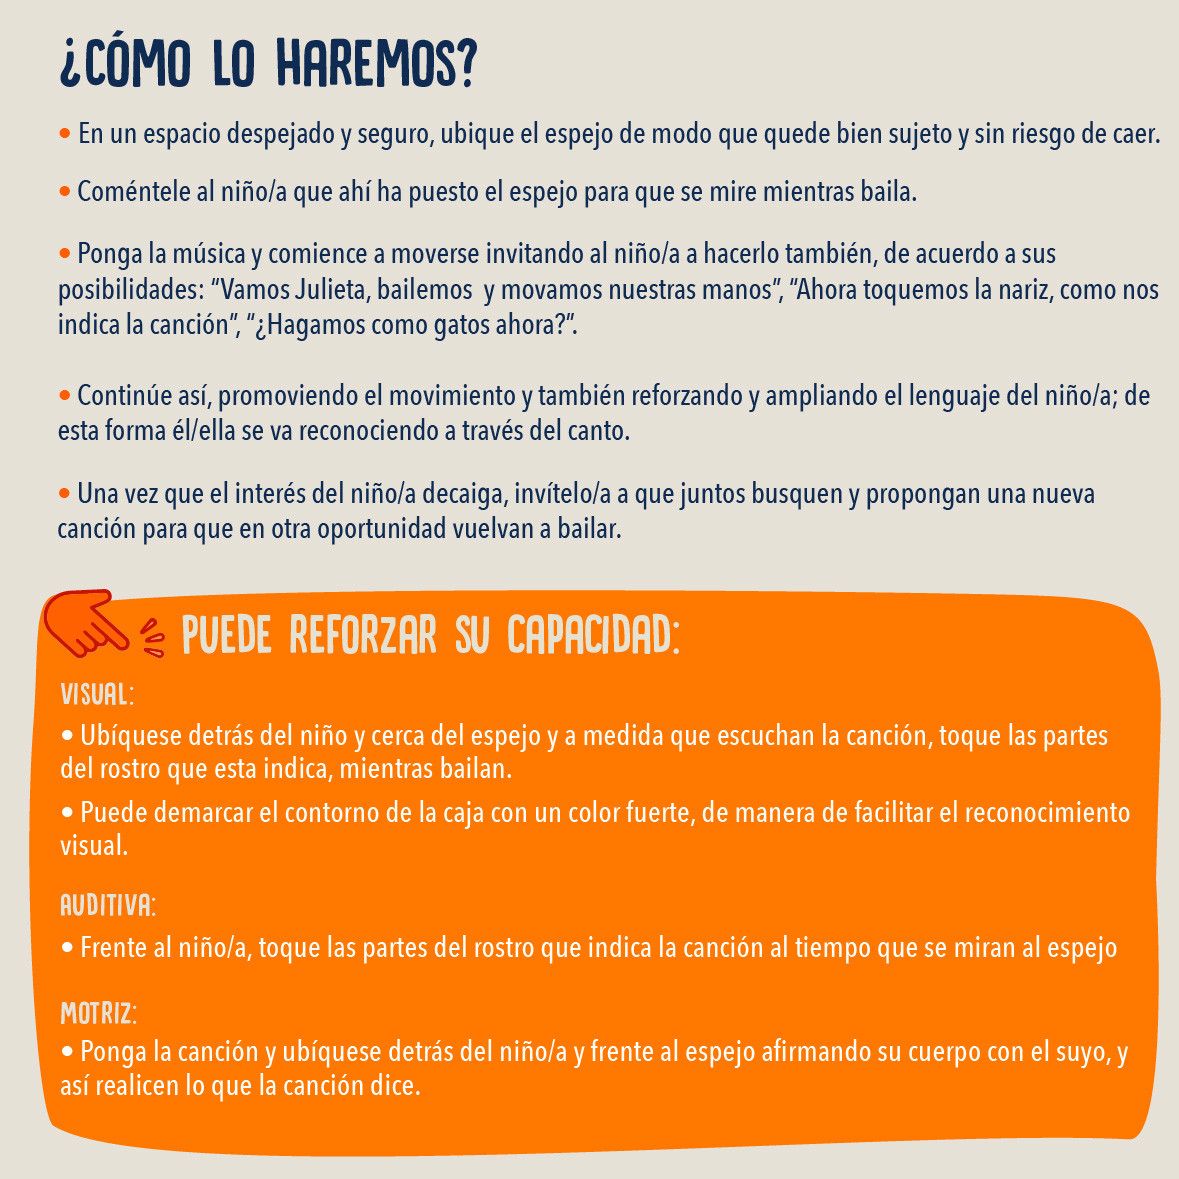 ¿CÓMO LO HAREMOS?
• En un espacio despejado y seguro, ubique el espejo de modo que quede bien sujeto y sin riesgo de caer.
• Coméntele al niño/a que ahí ha puesto el espejo para que se mire mientras baila.
• Ponga la música y comience a moverse invitando al niño/a a hacerlo también, de acuerdo a sus
posibilidades: “Vamos Julieta, bailemos  y movamos nuestras manos”, “Ahora toquemos la nariz, como nos
indica la canción”, “¿Hagamos como gatos ahora?”.
• Continúe así, promoviendo el movimiento y también reforzando y ampliando el lenguaje del niño/a; de
esta forma él/ella se va reconociendo a través del canto.
• Una vez que el interés del niño/a decaiga, invítelo/a a que juntos busquen y propongan una nueva
canción para que en otra oportunidad vuelvan a bailar.
PUEDE REFORZAR SU CAPACIDAD:
VISUAL:
• Ubíquese detrás del niño y cerca del espejo y a medida que escuchan la canción, toque las partes
del rostro que esta indica, mientras bailan.
• Puede demarcar el contorno de la caja con un color fuerte, de manera de facilitar el reconocimiento
visual.
AUDITIVA:
• Frente al niño/a, toque las partes del rostro que indica la canción al tiempo que se miran al espejo
MOTRIZ:
• Ponga la canción y ubíquese detrás del niño/a y frente al espejo afirmando su cuerpo con el suyo, y
así realicen lo que la canción dice.